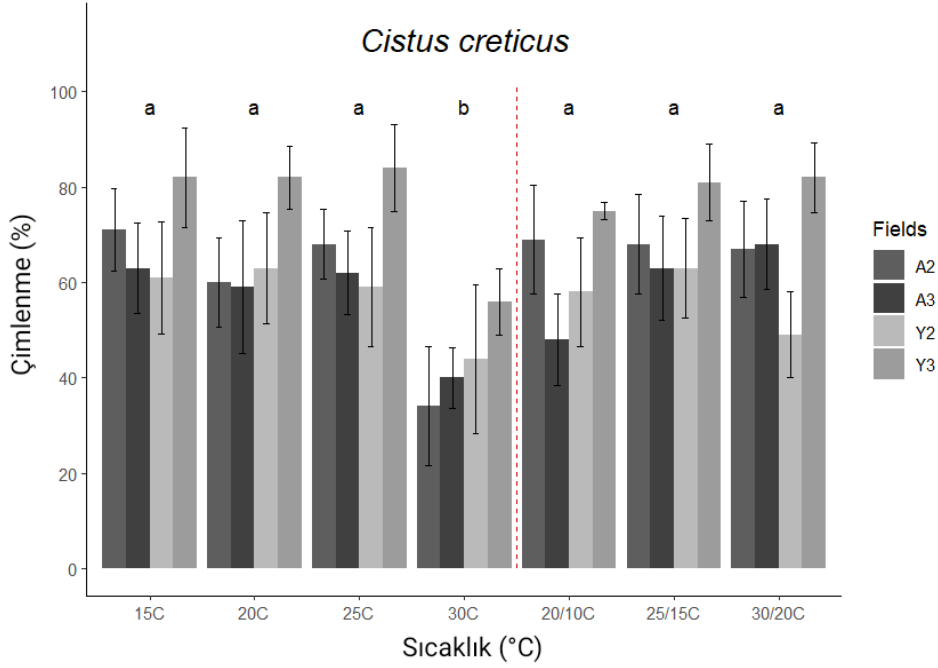 Cistus creticus
a a a b a a a
100
80
60
40
20
0
Çimlenme (%)
15C 20C 25C 30C 20/10C 25/15C 30/20C
Sıcaklık (°C)
Fields
A2
A3
Y2
Y3